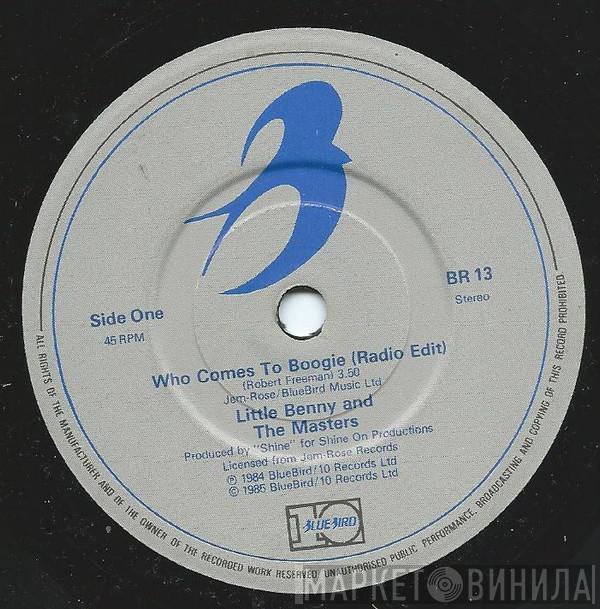 Side One
45 RPM
BR 13
Stereo
Who Comes To Boogie (Radio Edit)
(Robert Freeman) 3.50
Jem-Rose/BlueBird Music Ltd
Little Benny and
The Masters
Produced by "Shine" for Shine On Productions
Licensed from Jem-Rose Records
℗ 1984 BlueBird/10 Records Ltd
© 1985 BlueBird/10 Records Ltd
10
BLUEBIRD
ALL RIGHTS OF THE MANUFACTURER AND OF THE OWNER OF THE RECORDED WORK RESERVED. UNAUTHORISED PUBLIC PERFORMANCE, BROADCASTING AND COPYING OF THIS RECORD PROHIBITED.
МАРКЕТ ВИНИЛА